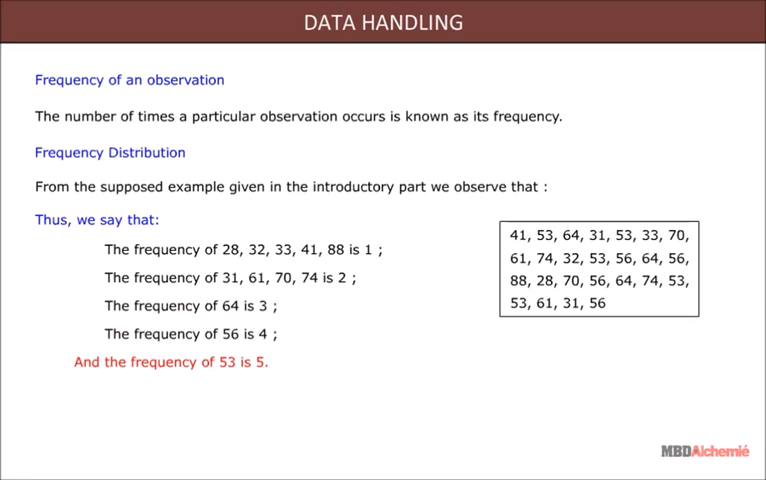 DATA HANDLING
Frequency of an observation
The number of times a particular observation occurs is known as its frequency.
Frequency Distribution
From the supposed example given in the introductory part we observe that :
Thus, we say that:
The frequency of 28, 32, 33, 41, 88 is 1 ;
The frequency of 31, 61, 70, 74 is 2 ;
The frequency of 64 is 3 ;
The frequency of 56 is 4 ;
And the frequency of 53 is 5.
41, 53, 64, 31, 53, 33, 70,
61, 74, 32, 53, 56, 64, 56,
88, 28, 70, 56, 64, 74, 53,
53, 61, 31, 56
MBDAlchemié